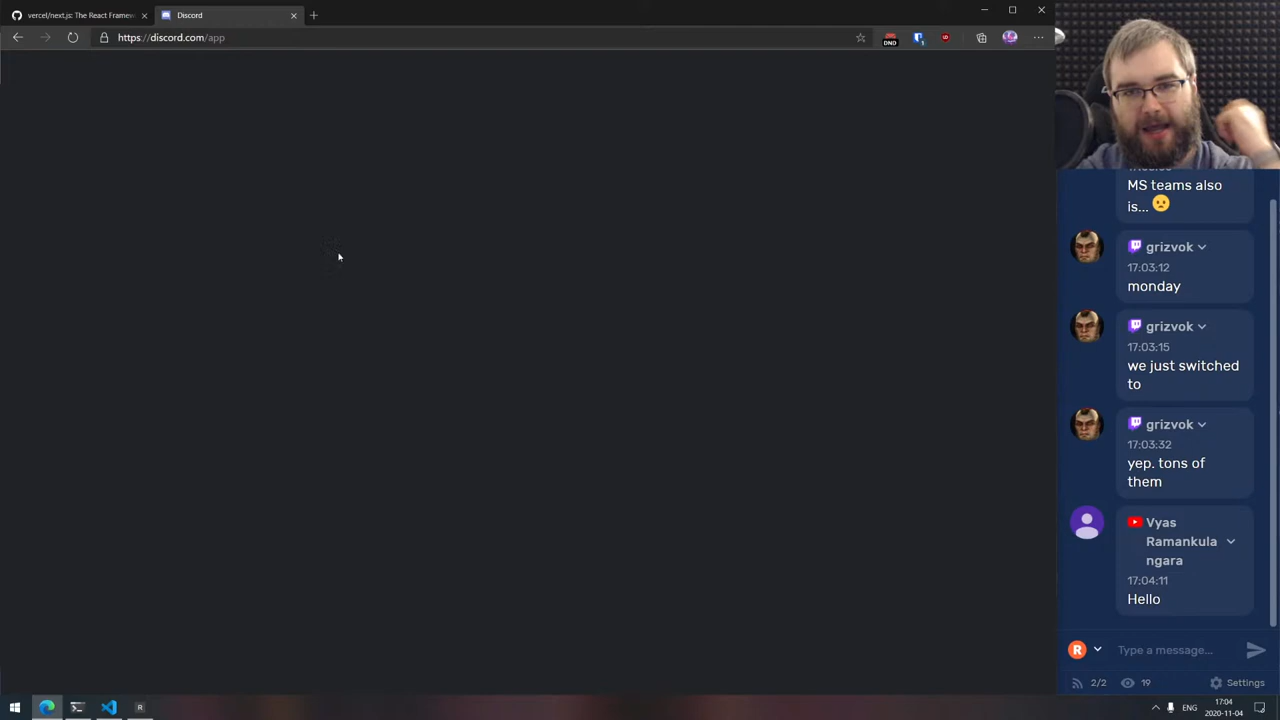 vercel/next.js: The React Framew
Discord
https://discord.com/app
DND
MS teams also
is... 😟
grizvok
17:03:12
monday
grizvok
17:03:15
we just switched
to
grizvok
17:03:32
yep. tons of
them
Vyas
Ramankula
ngara
17:04:11
Hello
R
Type a message...
2/2
19
Settings
R
ENG
17:04
2020-11-04